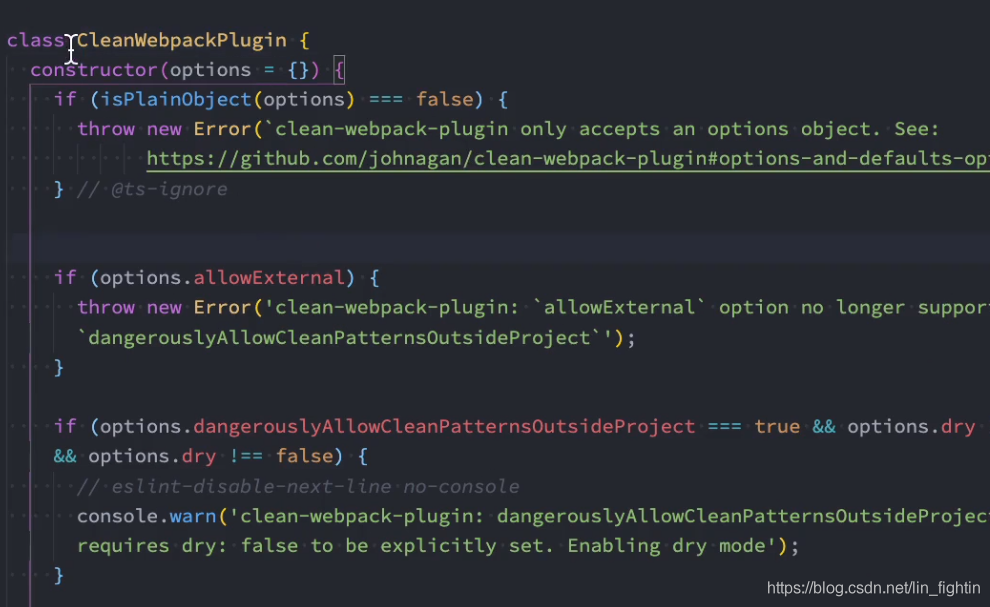 class CleanWebpackPlugin {
constructor(options = {}) {
if (isPlainObject(options) === false) {
throw new Error(`clean-webpack-plugin only accepts an options object. See:
https://github.com/johnagan/clean-webpack-plugin#options-and-defaults-op
} // @ts-ignore
if (options.allowExternal) {
throw new Error('clean-webpack-plugin: `allowExternal` option no longer suppor
`dangerouslyAllowCleanPatternsOutsideProject`');
}
if (options.dangerouslyAllowCleanPatternsOutsideProject === true && options.dry
&& options.dry !== false) {
// eslint-disable-next-line no-console
console.warn('clean-webpack-plugin: dangerouslyAllowCleanPatternsOutsideProjec
requires dry: false to be explicitly set. Enabling dry mode');
}
https://blog.csdn.net/lin_fightin